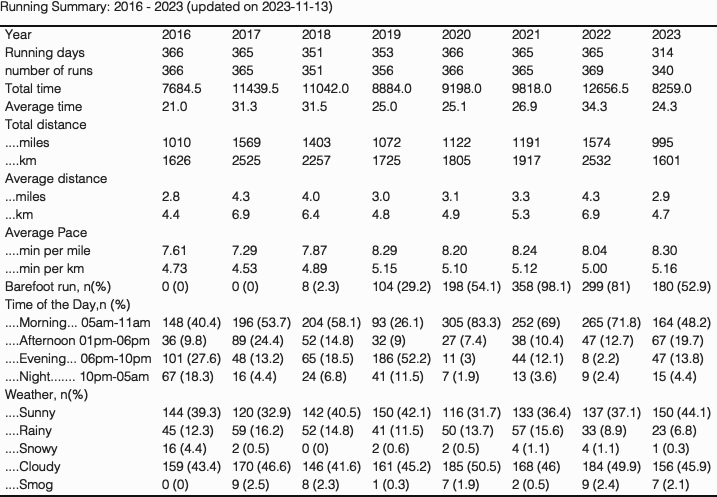 Running Summary: 2016 - 2023 (updated on 2023-11-13)
Year 2016 2017 2018 2019 2020 2021 2022 2023
Running days 366 365 351 353 366 365 365 314
number of runs 366 365 351 356 366 365 369 340
Total time 7684.5 11439.5 11042.0 8884.0 9198.0 9818.0 12656.5 8259.0
Average time 21.0 31.3 31.5 25.0 25.1 26.9 34.3 24.3
Total distance
....miles 1010 1569 1403 1072 1122 1191 1574 995
....km 1626 2525 2257 1725 1805 1917 2532 1601
Average distance
...miles 2.8 4.3 4.0 3.0 3.1 3.3 4.3 2.9
...km 4.4 6.9 6.4 4.8 4.9 5.3 6.9 4.7
Average Pace
....min per mile 7.61 7.29 7.87 8.29 8.20 8.24 8.04 8.30
....min per km 4.73 4.53 4.89 5.15 5.10 5.12 5.00 5.16
Barefoot run, n(%) 0 (0) 0 (0) 8 (2.3) 104 (29.2) 198 (54.1) 358 (98.1) 299 (81) 180 (52.9)
Time of the Day,n (%)
....Morning... 05am-11am 148 (40.4) 196 (53.7) 204 (58.1) 93 (26.1) 305 (83.3) 252 (69) 265 (71.8) 164 (48.2)
....Afternoon 01pm-06pm 36 (9.8) 89 (24.4) 52 (14.8) 32 (9) 27 (7.4) 38 (10.4) 47 (12.7) 67 (19.7)
....Evening... 06pm-10pm 101 (27.6) 48 (13.2) 65 (18.5) 186 (52.2) 11 (3) 44 (12.1) 8 (2.2) 47 (13.8)
....Night....... 10pm-05am 67 (18.3) 16 (4.4) 24 (6.8) 41 (11.5) 7 (1.9) 13 (3.6) 9 (2.4) 15 (4.4)
Weather, n(%)
....Sunny 144 (39.3) 120 (32.9) 142 (40.5) 150 (42.1) 116 (31.7) 133 (36.4) 137 (37.1) 150 (44.1)
....Rainy 45 (12.3) 59 (16.2) 52 (14.8) 41 (11.5) 50 (13.7) 57 (15.6) 33 (8.9) 23 (6.8)
....Snowy 16 (4.4) 2 (0.5) 0 (0) 2 (0.6) 2 (0.5) 4 (1.1) 4 (1.1) 1 (0.3)
....Cloudy 159 (43.4) 170 (46.6) 146 (41.6) 161 (45.2) 185 (50.5) 168 (46) 184 (49.9) 156 (45.9)
....Smog 0 (0) 9 (2.5) 8 (2.3) 1 (0.3) 7 (1.9) 2 (0.5) 9 (2.4) 7 (2.1)